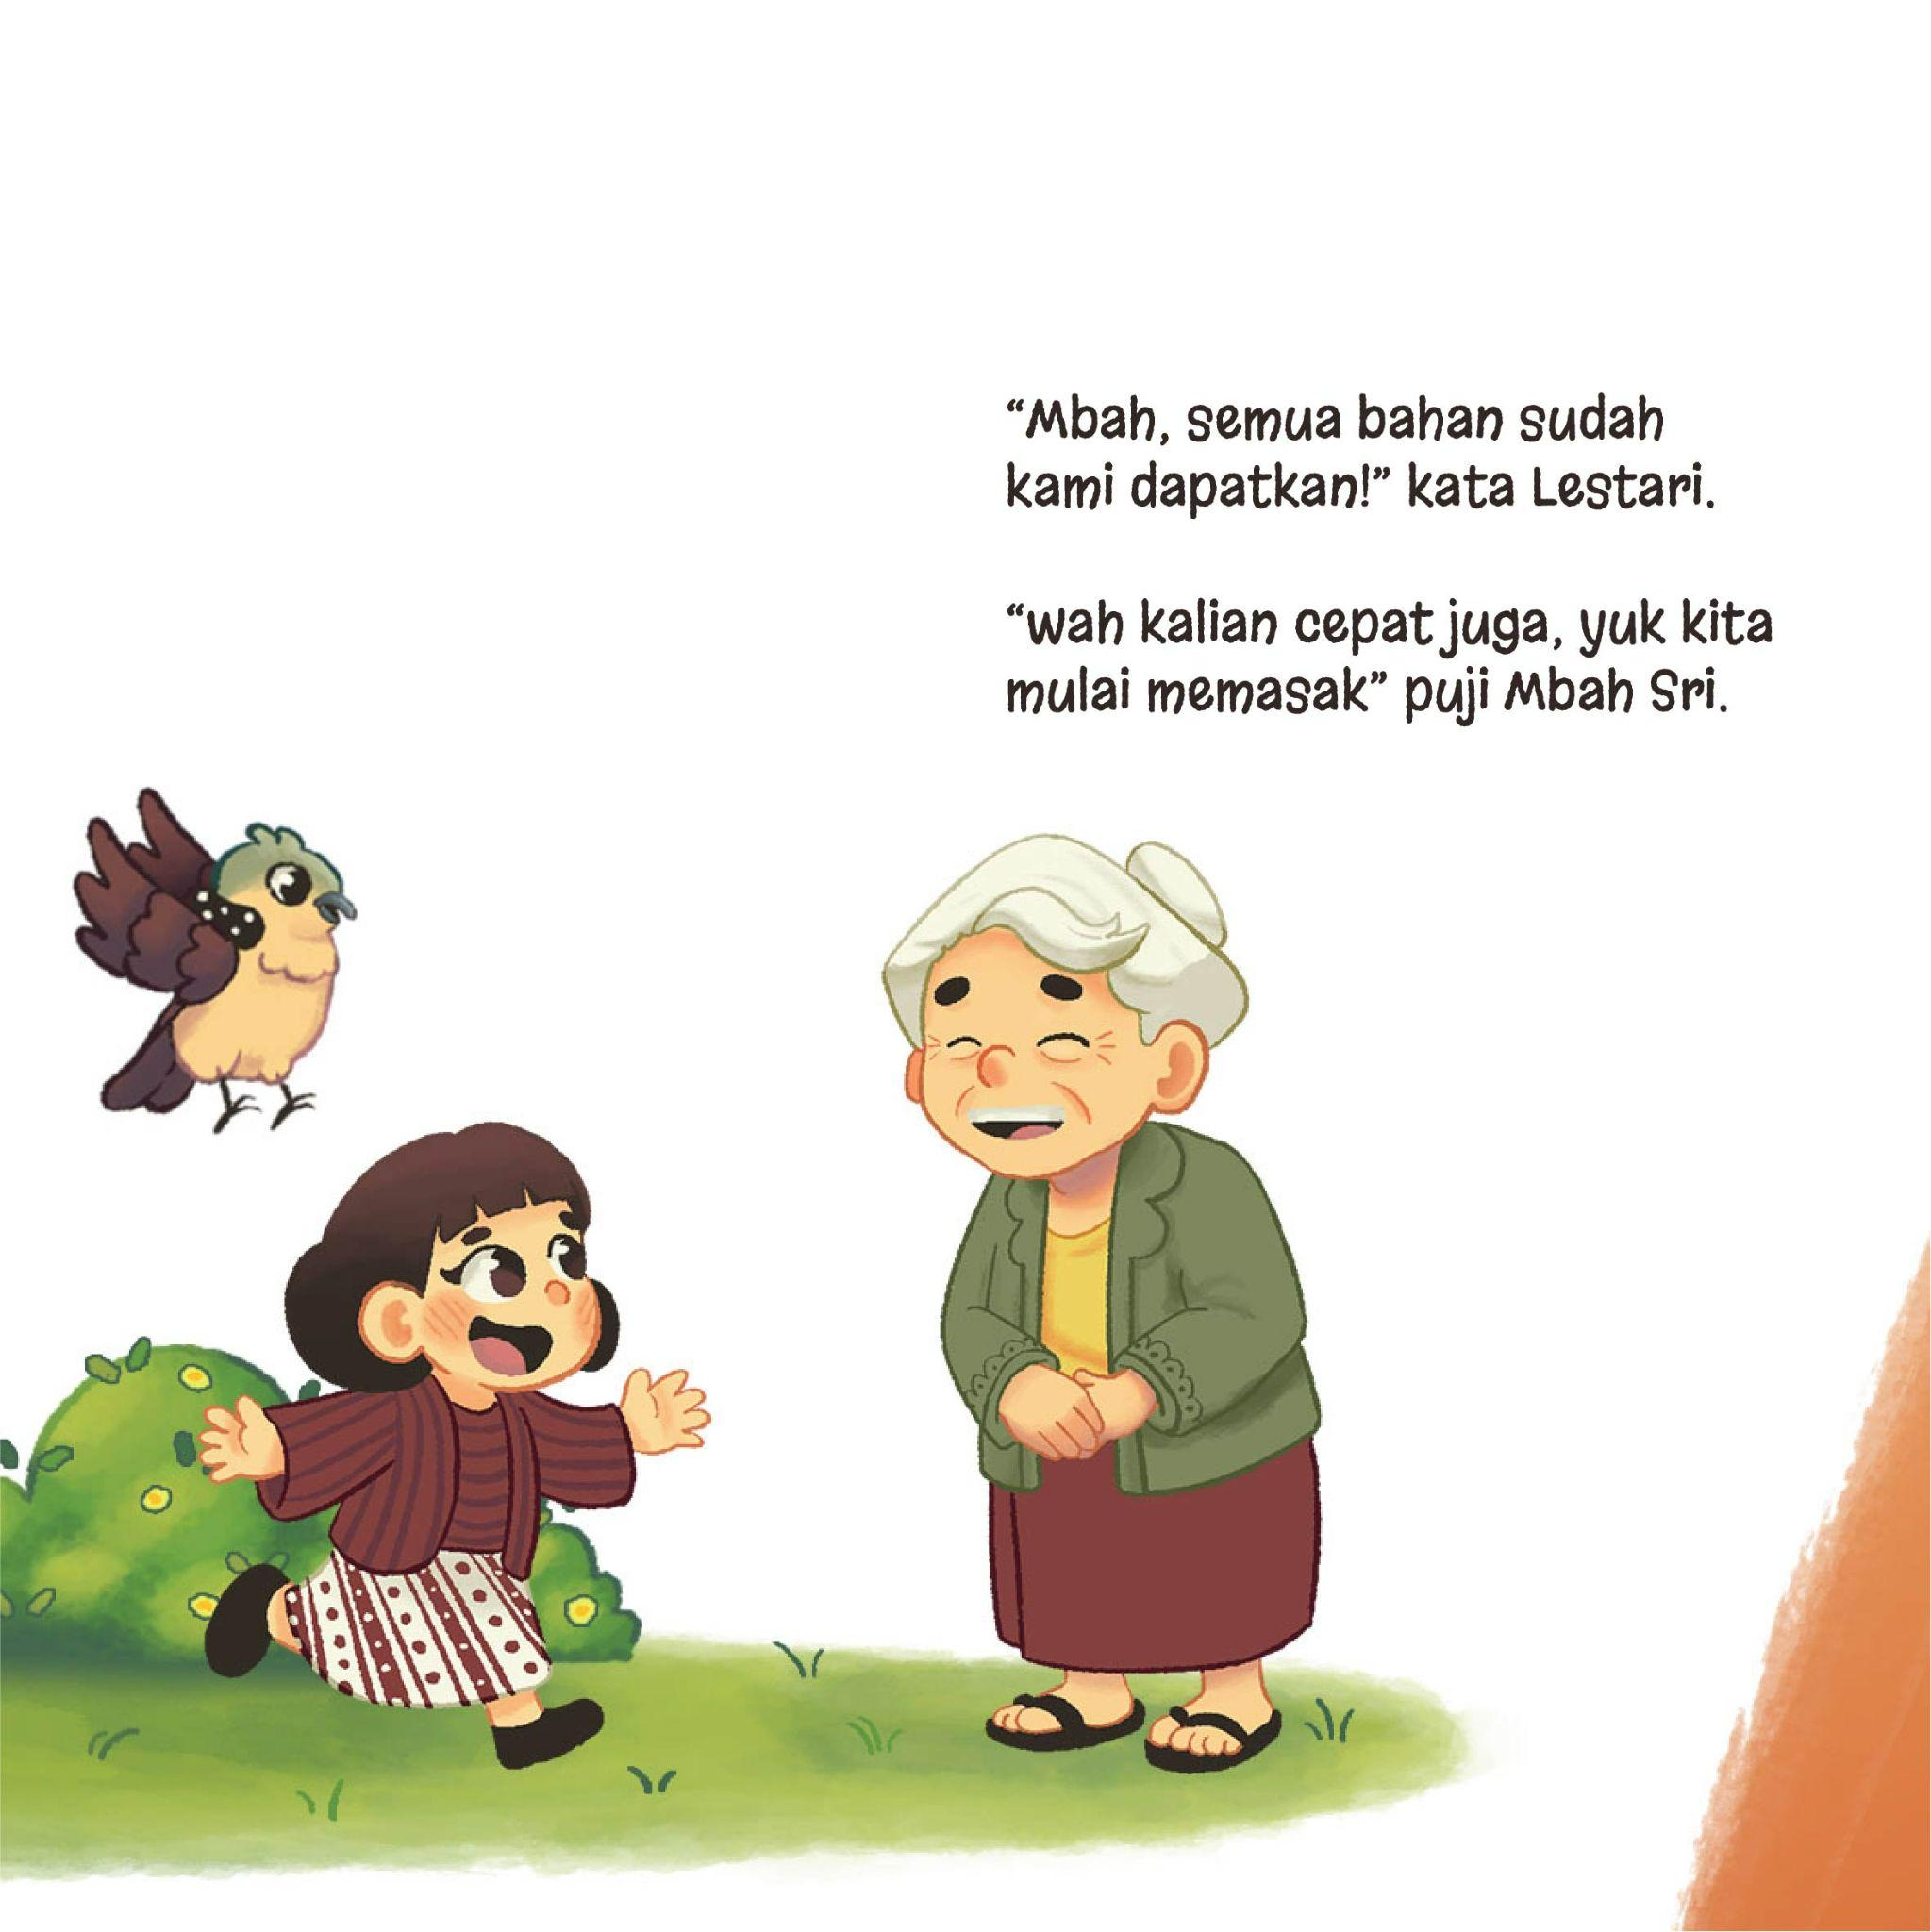 “Mbah, semua bahan sudah
kami dapatkan!” kata Lestari.
“wah kalian cepat juga, yuk kita
mulai memasak” puji Mbah Sri.